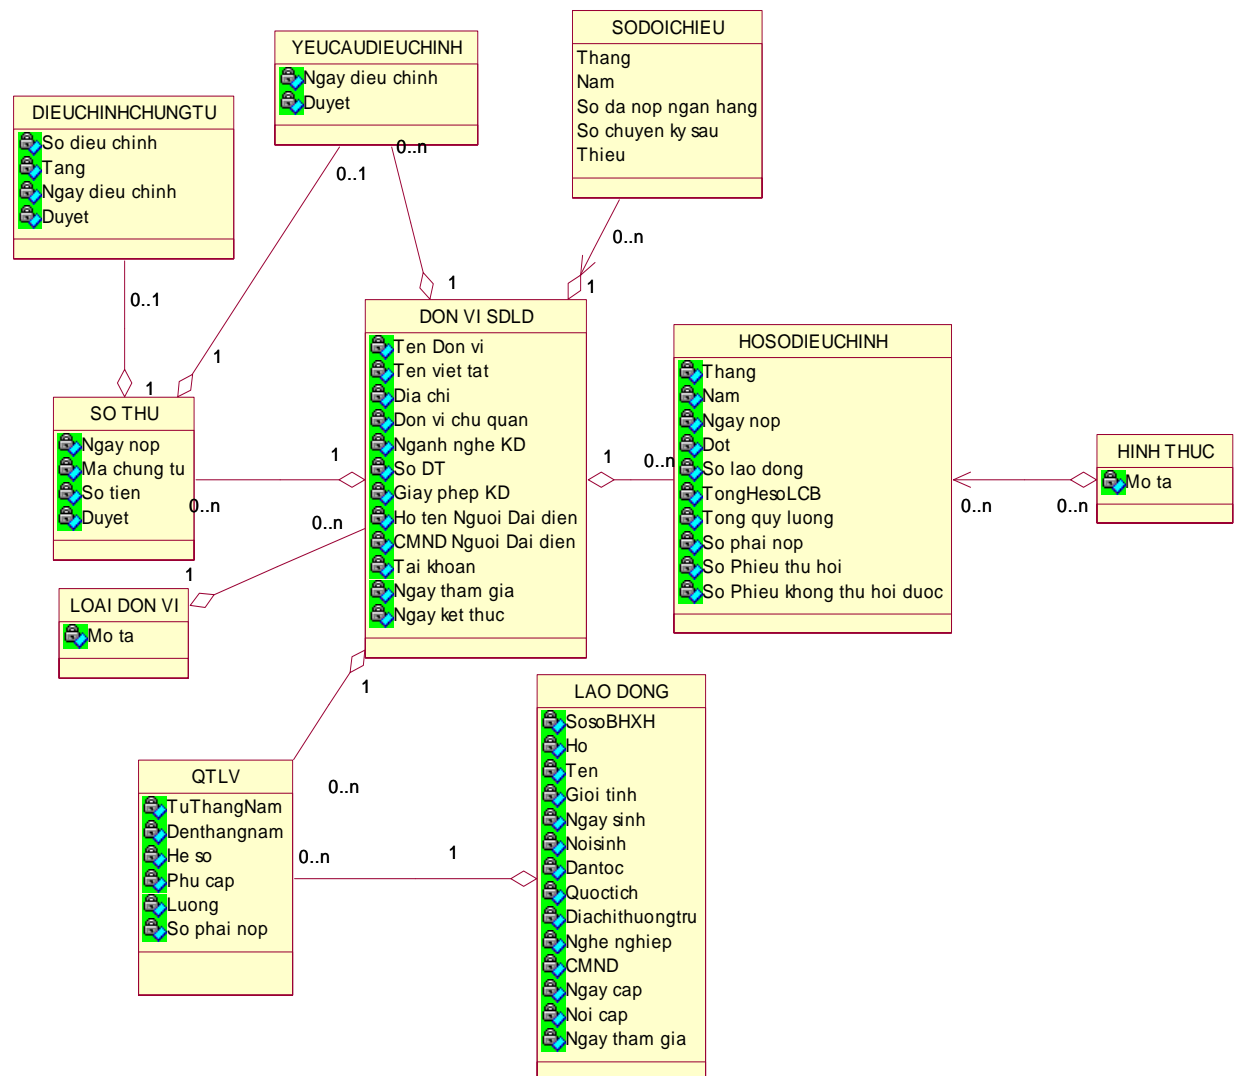 SODOICHIEU
Thang
Nam
So da nop ngan hang
So chuyen ky sau
Thieu
YEUCAUDIEUCHINH
Ngay dieu chinh
Duyet
DIEUCHINHCHUNGTU
So dieu chinh
Tang
Ngay dieu chinh
Duyet
0..n
0..1
0..n
0..1
1
1
1
1
DON VI SDLD
Ten Don vi
Ten viet tat
Dia chi
Don vi chu quan
Nganh nghe KD
So DT
Giay phep KD
Ho ten Nguoi Dai dien
CMND Nguoi Dai dien
Tai khoan
Ngay tham gia
Ngay ket thuc
HOSODIEUCHINH
Thang
Nam
Ngay nop
Dot
So lao dong
TongHesoLCB
Tong quy luong
So phai nop
So Phieu thu hoi
So Phieu khong thu hoi duoc
SO THU
Ngay nop
Ma chung tu
So tien
Duyet
HINH THUC
Mo ta
1
0..n
1
0..n
0..n
0..n
0..n
1
LOAI DON VI
Mo ta
1
0..n
LAO DONG
SosoBHXH
Ho
Ten
Gioi tinh
Ngay sinh
Noisinh
Dantoc
Quoctich
Diachithuongtru
Nghe nghiep
CMND
Ngay cap
Noi cap
Ngay tham gia
QTLV
TuThangNam
Denthangnam
He so
Phu cap
Luong
So phai nop
0..n
1